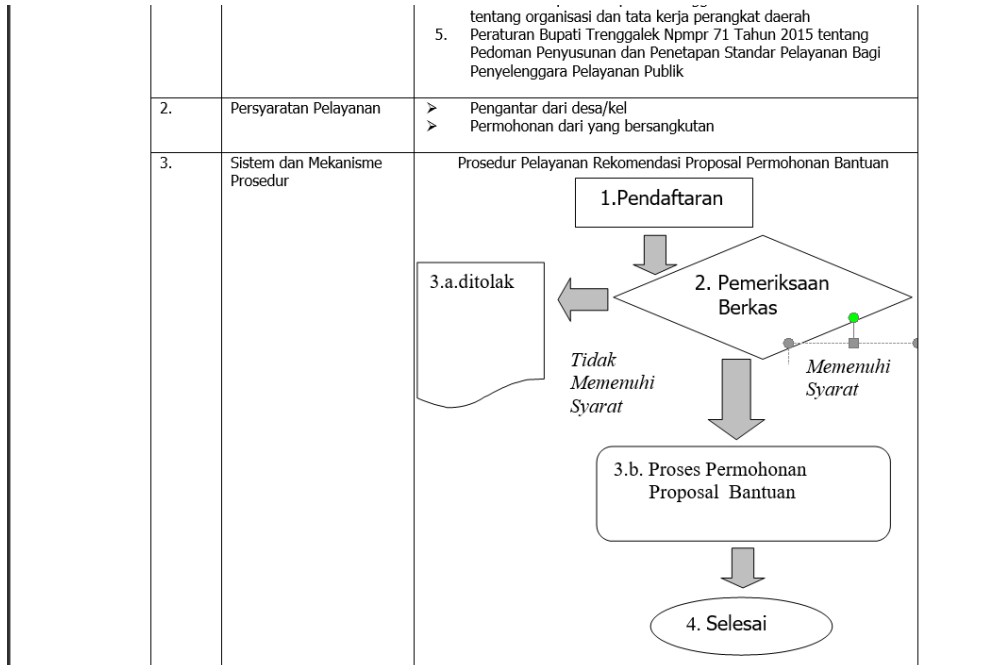 tentang organisasi dan tata kerja perangkat daerah
5. Peraturan Bupati Trenggalek Npmpr 71 Tahun 2015 tentang
Pedoman Penyusunan dan Penetapan Standar Pelayanan Bagi
Penyelenggara Pelayanan Publik
2. Persyaratan Pelayanan
➢ Pengantar dari desa/kel
➢ Permohonan dari yang bersangkutan
3. Sistem dan Mekanisme
Prosedur
Prosedur Pelayanan Rekomendasi Proposal Permohonan Bantuan
1.Pendaftaran
2. Pemeriksaan
Berkas
3.a.ditolak
Tidak
Memenuhi
Syarat
Memenuhi
Syarat
3.b. Proses Permohonan
Proposal Bantuan
4. Selesai